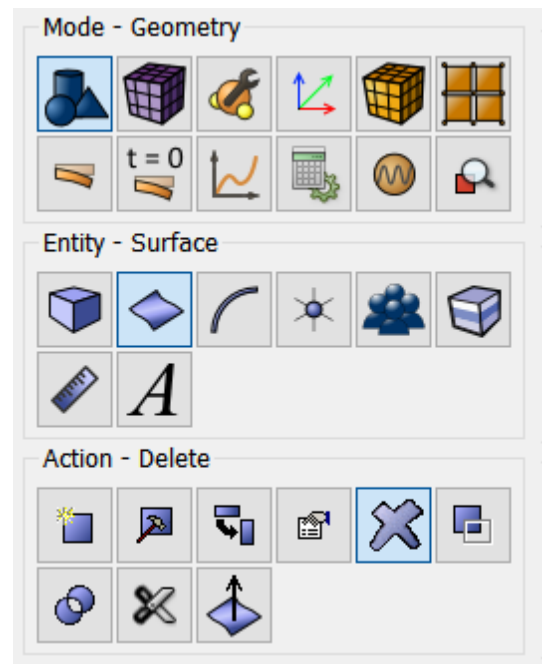 Mode - Geometry
t = 0
Entity - Surface
A
Action - Delete